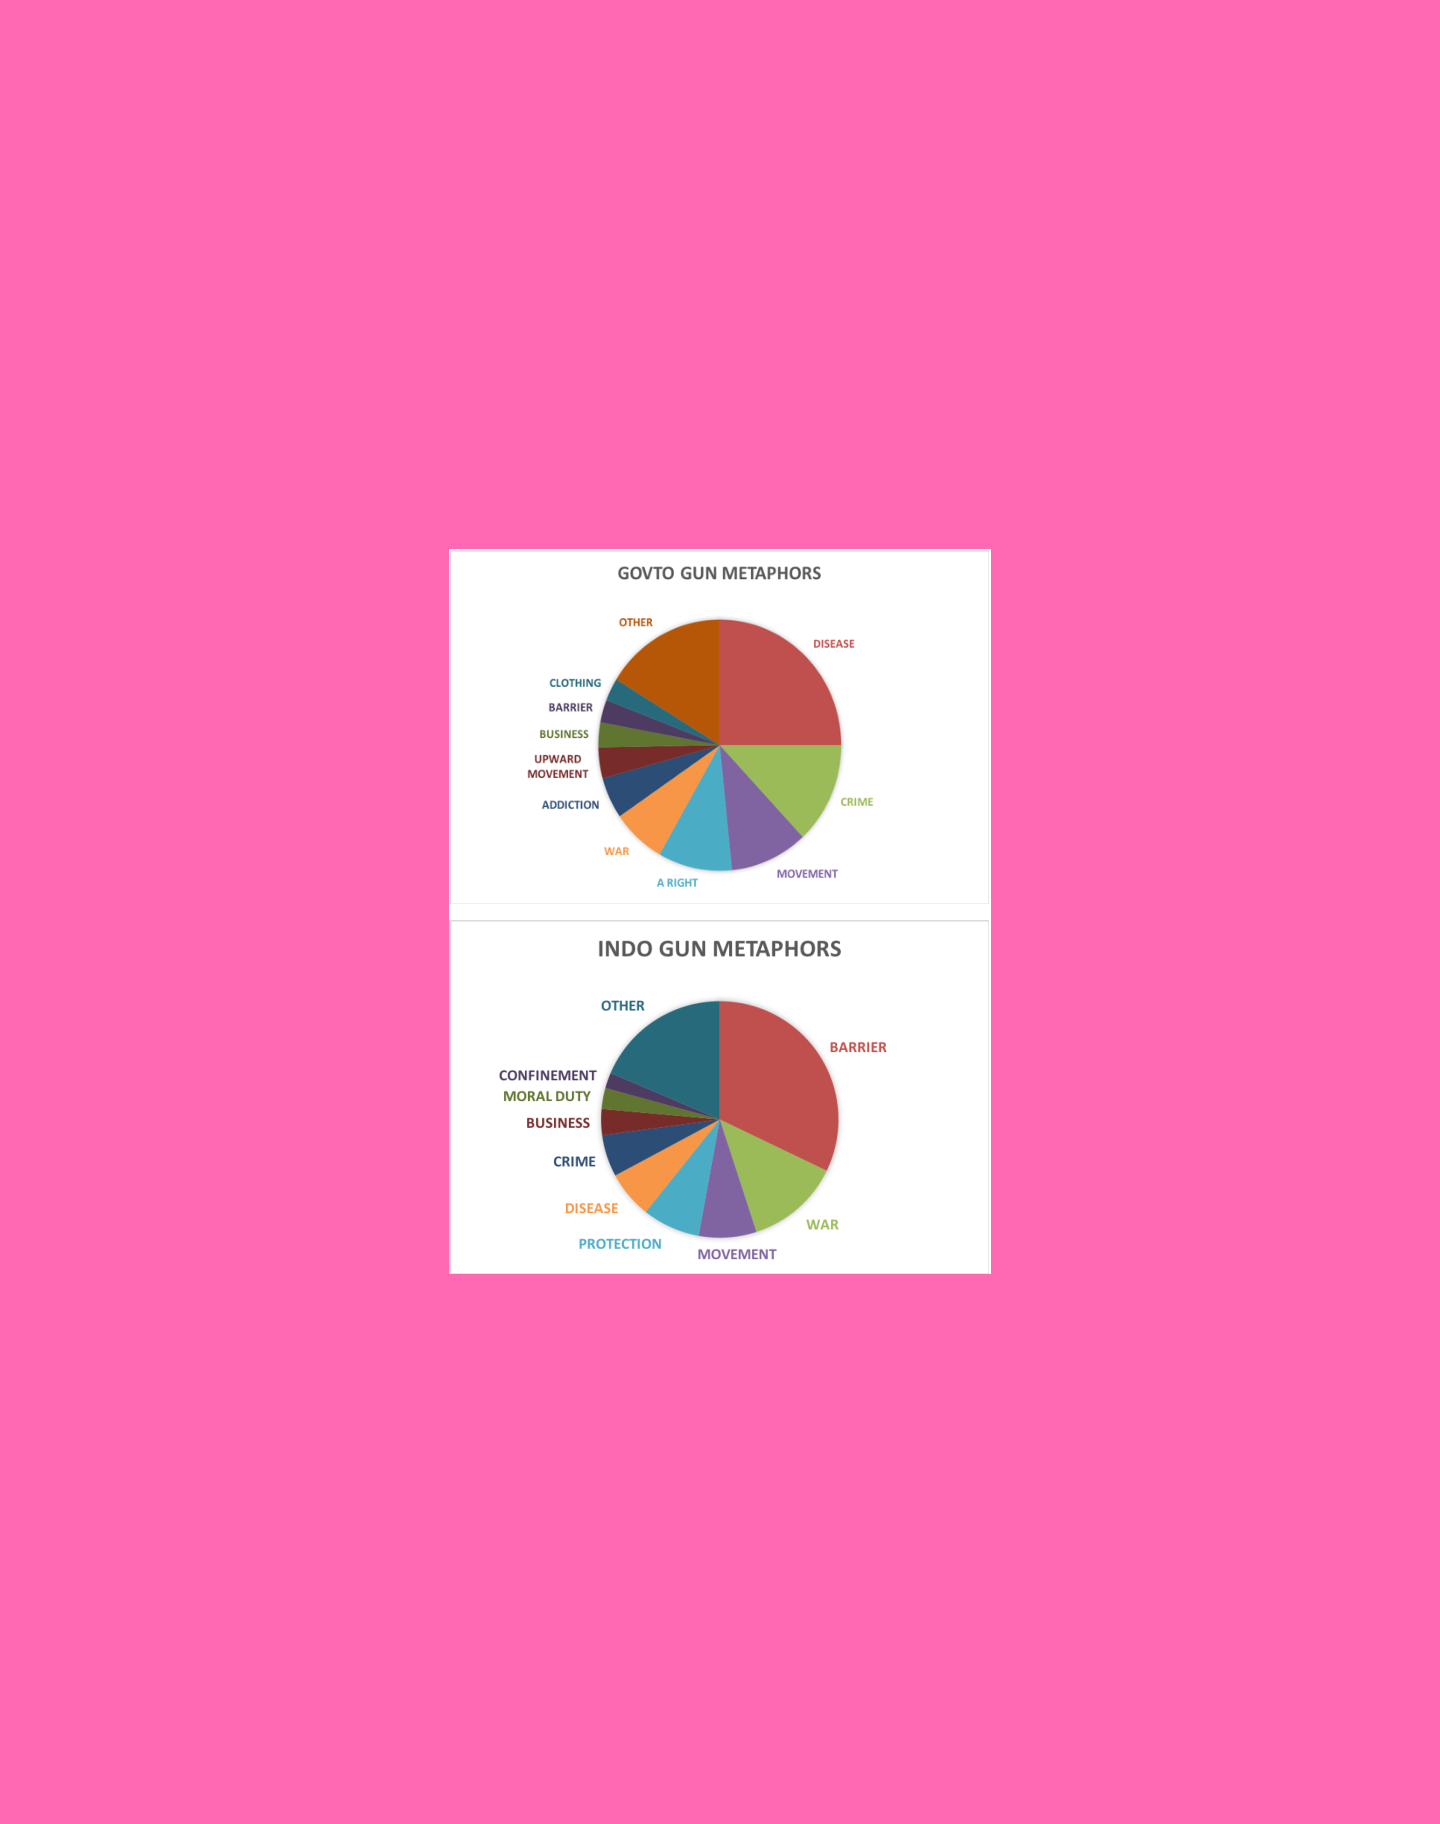 GOVTO GUN METAPHORS
OTHER
DISEASE
CLOTHING
BARRIER
BUSINESS
UPWARD
MOVEMENT
ADDICTION
CRIME
WAR
MOVEMENT
A RIGHT
INDO GUN METAPHORS
OTHER
BARRIER
CONFINEMENT
MORAL DUTY
BUSINESS
CRIME
DISEASE
WAR
PROTECTION
MOVEMENT